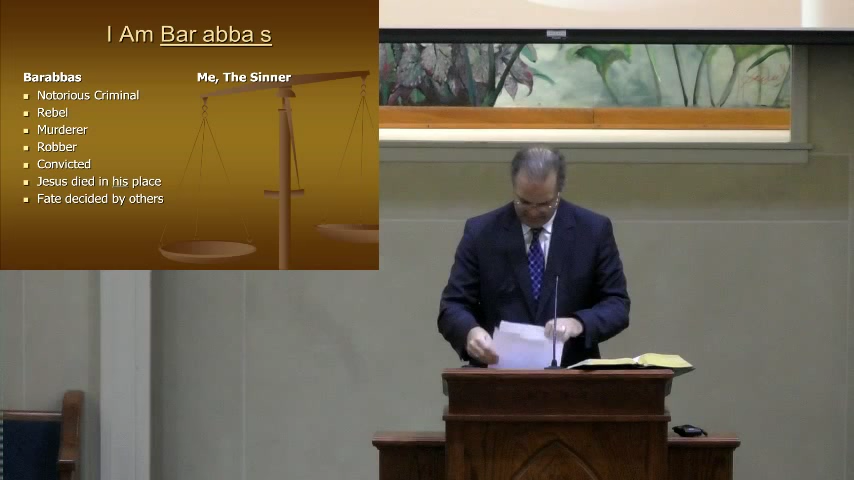 I Am Bar abba s
Barabbas
Me, The Sinner
Notorious Criminal
Rebel
Murderer
Robber
Convicted
Jesus died in his place
Fate decided by others